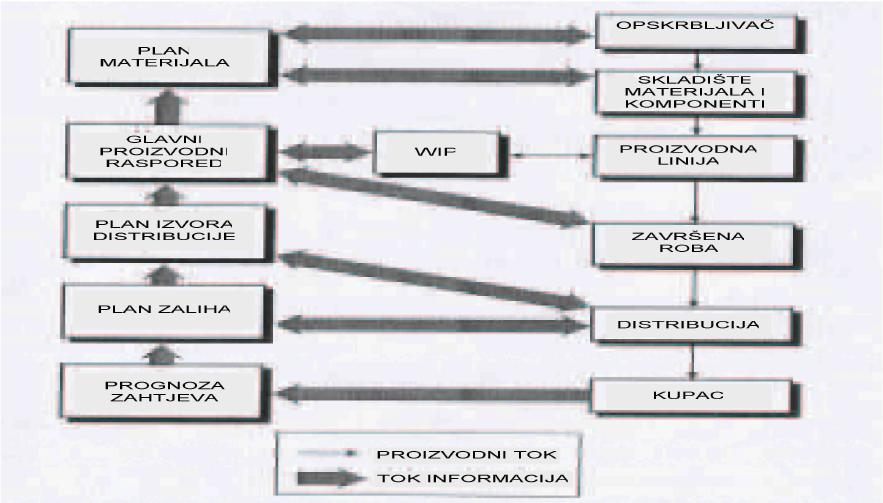 PLAN
MATERIJALA
OPSKRBLJIVAČ
SKLADIŠTE
MATERIJALA I
KOMPONENTI
GLAVNI
PROIZVODNI
RASPORED
WIP
PROIZVODNA
LINIJA
PLAN IZVORA
DISTRIBUCIJE
ZAVRŠENA
ROBA
PLAN ZALIHA
DISTRIBUCIJA
PROGNOZA
ZAHTJEVA
KUPAC
PROIZVODNI TOK
TOK INFORMACIJA